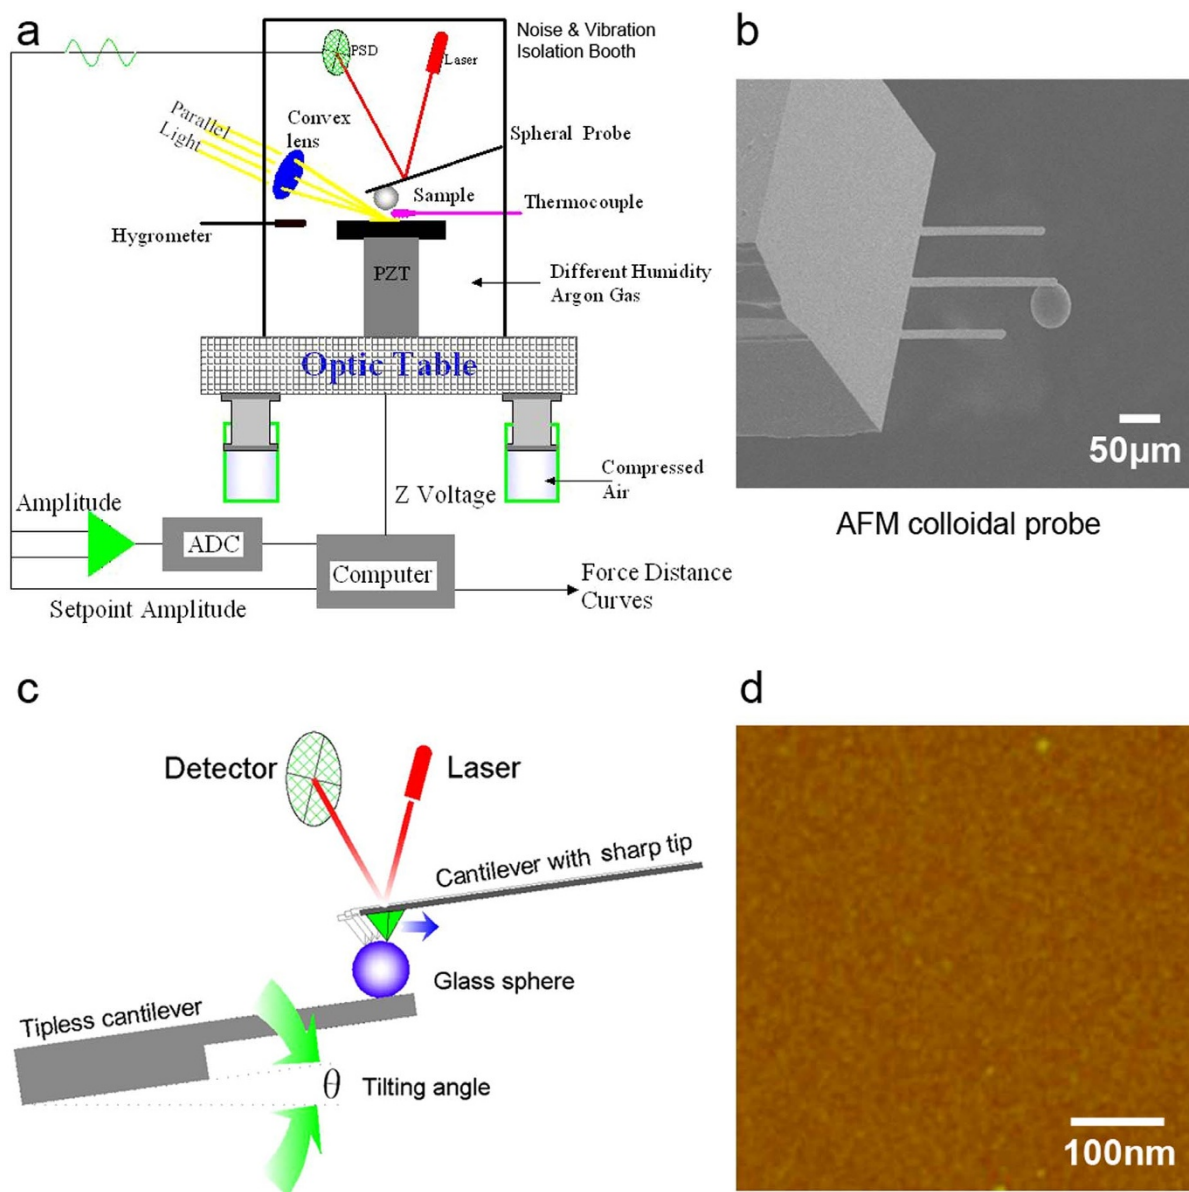 a
Noise & Vibration
Isolation Booth
PSD
Laser
Parallel
Light
Convex
lens
Spheral Probe
Sample
Thermocouple
Hygrometer
PZT
Different Humidity
Argon Gas
Optic Table
Compressed
Air
Z Voltage
Amplitude
ADC
Computer
Setpoint Amplitude
Force Distance
Curves
b
50μm
AFM colloidal probe
c
Detector
Laser
Cantilever with sharp tip
Glass sphere
Tipless cantilever
θ
Tilting angle
d
100nm